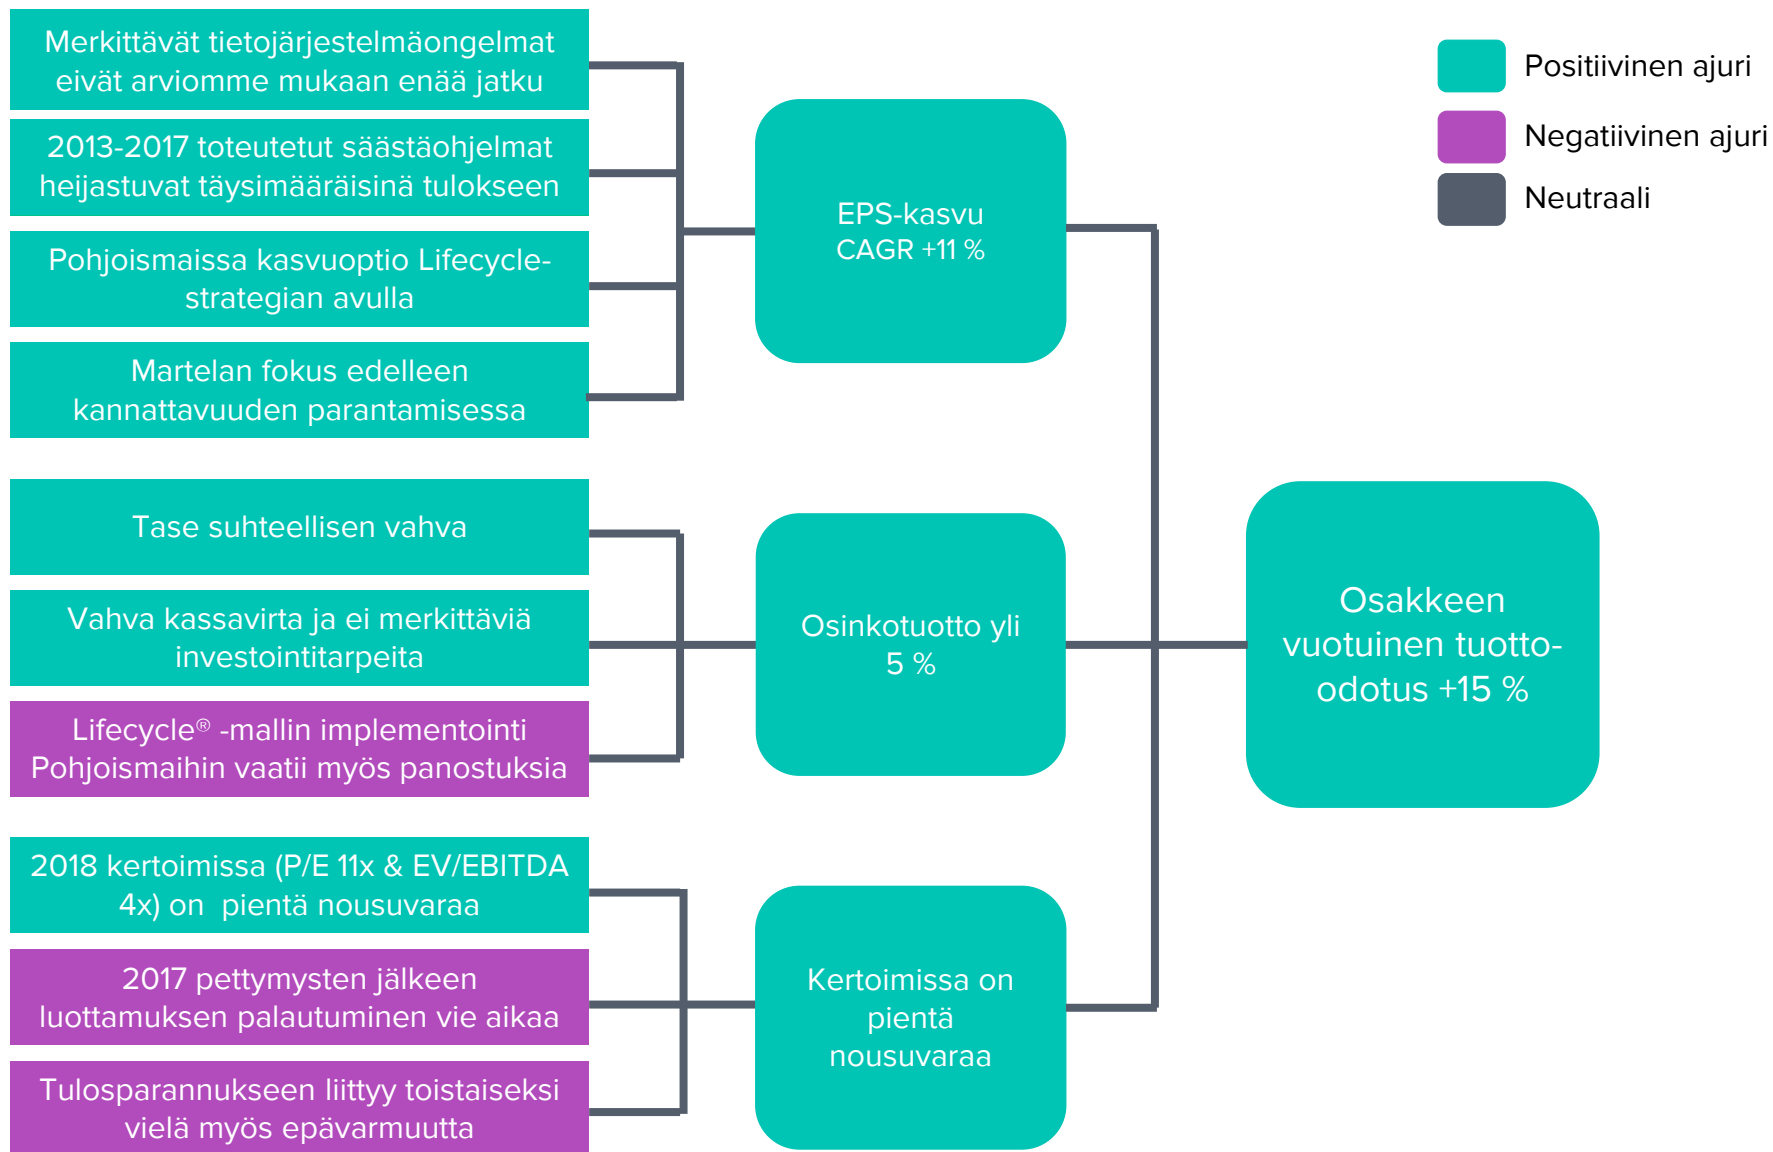 Merkittävät tietojärjestelmäongelmat
eivät arviomme mukaan enää jatku
2013-2017 toteutetut säästäohjelmat
heijastuvat täysimääräisinä tulokseen
Pohjoismaissa kasvuoptio Lifecycle-
strategian avulla
Martelan fokus edelleen
kannattavuuden parantamisessa
Tase suhteellisen vahva
Vahva kassavirta ja ei merkittäviä
investointitarpeita
Lifecycle® -mallin implementointi
Pohjoismaihin vaatii myös panostuksia
2018 kertoimissa (P/E 11x & EV/EBITDA
4x) on pientä nousuvaraa
2017 pettymysten jälkeen
luottamuksen palautuminen vie aikaa
Tulosparannukseen liittyy toistaiseksi
vielä myös epävarmuutta
EPS-kasvu
CAGR +11 %
Osinkotuotto yli
5 %
Kertoimissa on
pientä
nousuvaraa
Osakkeen
vuotuinen tuotto-
odotus +15 %
Positiivinen ajuri
Negatiivinen ajuri
Neutraali